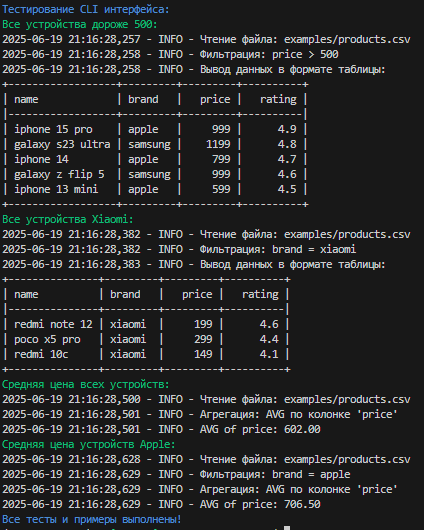 Тестирование CLI интерфейса:
Все устройства дороже 500:
2025-06-19 21:16:28,257 - INFO - Чтение файла: examples/products.csv
2025-06-19 21:16:28,258 - INFO - Фильтрация: price > 500
2025-06-19 21:16:28,258 - INFO - Вывод данных в формате таблицы:
+------------------+---------+---------+----------+
| name             | brand   |   price |   rating |
|------------------+---------+---------+----------|
| iphone 15 pro    | apple   |     999 |      4.9 |
| galaxy s23 ultra | samsung |    1199 |      4.8 |
| iphone 14        | apple   |     799 |      4.7 |
| galaxy z flip 5  | samsung |     999 |      4.6 |
| iphone 13 mini   | apple   |     599 |      4.5 |
+------------------+---------+---------+----------+
Все устройства Xiaomi:
2025-06-19 21:16:28,382 - INFO - Чтение файла: examples/products.csv
2025-06-19 21:16:28,382 - INFO - Фильтрация: brand = xiaomi
2025-06-19 21:16:28,383 - INFO - Вывод данных в формате таблицы:
+---------------+---------+---------+----------+
| name          | brand   |   price |   rating |
|---------------+---------+---------+----------|
| redmi note 12 | xiaomi  |     199 |      4.6 |
| poco x5 pro   | xiaomi  |     299 |      4.4 |
| redmi 10c     | xiaomi  |     149 |      4.1 |
+---------------+---------+---------+----------+
Средняя цена всех устройств:
2025-06-19 21:16:28,500 - INFO - Чтение файла: examples/products.csv
2025-06-19 21:16:28,501 - INFO - Агрегация: AVG по колонке 'price'
2025-06-19 21:16:28,501 - INFO - AVG of price: 602.00
Средняя цена устройств Apple:
2025-06-19 21:16:28,628 - INFO - Чтение файла: examples/products.csv
2025-06-19 21:16:28,629 - INFO - Фильтрация: brand = apple
2025-06-19 21:16:28,629 - INFO - Агрегация: AVG по колонке 'price'
2025-06-19 21:16:28,629 - INFO - AVG of price: 706.50
Все тесты и примеры выполнены!